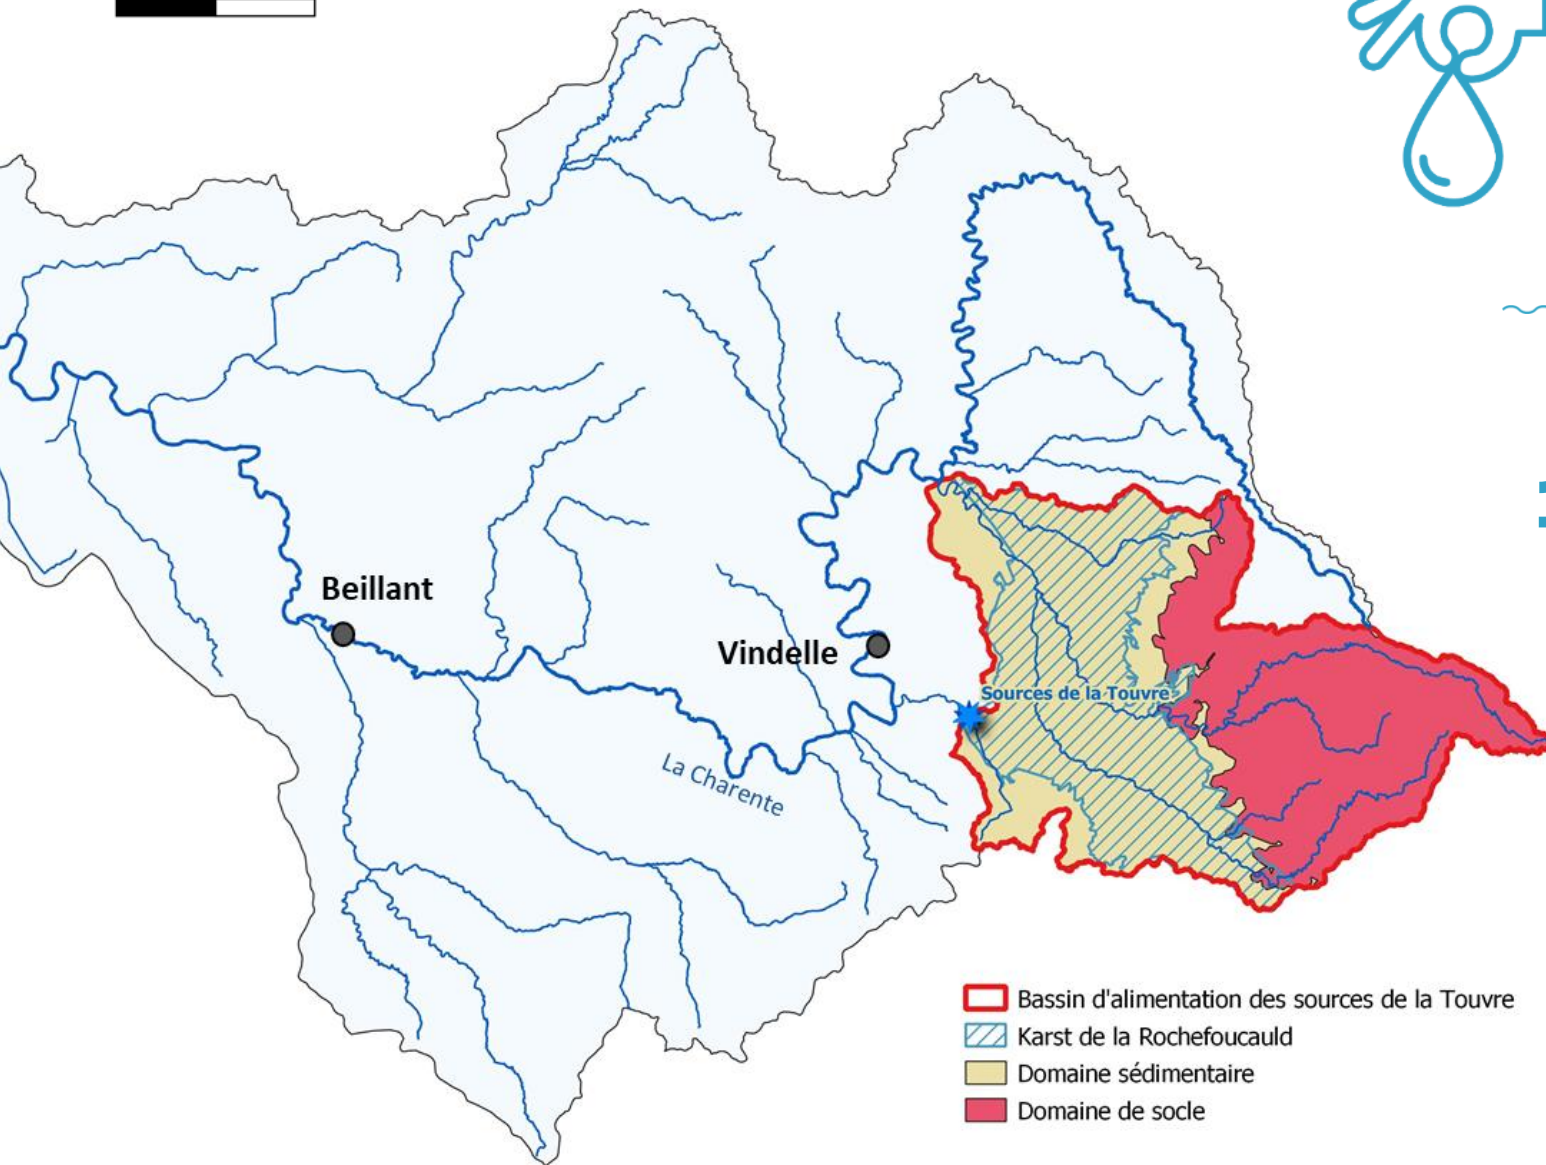 Beillant
Vindelle
Sources de la Touvre
La Charente
Bassin d'alimentation des sources de la Touvre
Karst de la Rochefoucauld
Domaine sédimentaire
Domaine de socle